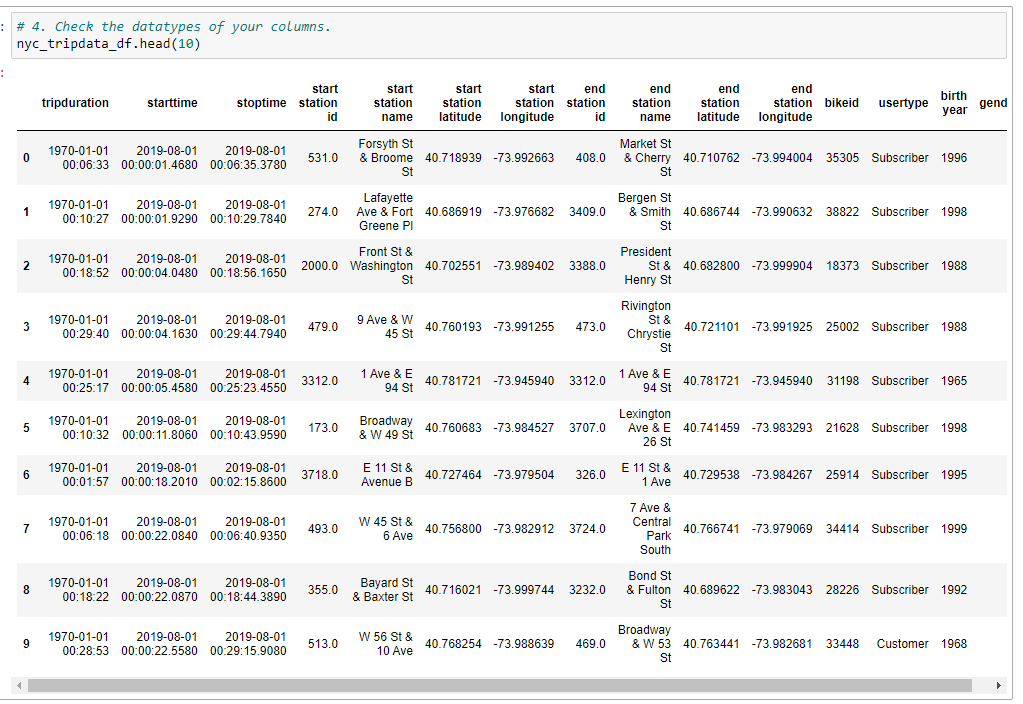 :
# 4. Check the datatypes of your columns.
nyc_tripdata_df.head(10)
:
tripduration starttime stoptime start station id start station name start station latitude start station longitude end station id end station name end station latitude end station longitude bikeid usertype birth year gend
0 1970-01-01 00:06:33 2019-08-01 00:00:01.4680 2019-08-01 00:06:35.3780 531.0 Forsyth St & Broome St 40.718939 -73.992663 408.0 Market St & Cherry St 40.710762 -73.994004 35305 Subscriber 1996
1 1970-01-01 00:10:27 2019-08-01 00:00:01.9290 2019-08-01 00:10:29.7840 274.0 Lafayette Ave & Fort Greene Pl 40.686919 -73.976682 3409.0 Bergen St & Smith St 40.686744 -73.990632 38822 Subscriber 1998
2 1970-01-01 00:18:52 2019-08-01 00:00:04.0480 2019-08-01 00:18:56.1650 2000.0 Front St & Washington St 40.702551 -73.989402 3388.0 President St & Henry St 40.682800 -73.999904 18373 Subscriber 1988
3 1970-01-01 00:29:40 2019-08-01 00:00:04.1630 2019-08-01 00:29:44.7940 479.0 9 Ave & W 45 St 40.760193 -73.991255 473.0 Rivington St & Chrystie St 40.721101 -73.991925 25002 Subscriber 1988
4 1970-01-01 00:25:17 2019-08-01 00:00:05.4580 2019-08-01 00:25:23.4550 3312.0 1 Ave & E 94 St 40.781721 -73.945940 3312.0 1 Ave & E 94 St 40.781721 -73.945940 31198 Subscriber 1965
5 1970-01-01 00:10:32 2019-08-01 00:00:11.8060 2019-08-01 00:10:43.9590 173.0 Broadway & W 49 St 40.760683 -73.984527 3707.0 Lexington Ave & E 26 St 40.741459 -73.983293 21628 Subscriber 1998
6 1970-01-01 00:01:57 2019-08-01 00:00:18.2010 2019-08-01 00:02:15.8600 3718.0 E 11 St & Avenue B 40.727464 -73.979504 326.0 E 11 St & 1 Ave 40.729538 -73.984267 25914 Subscriber 1995
7 1970-01-01 00:06:18 2019-08-01 00:00:22.0840 2019-08-01 00:06:40.9350 493.0 W 45 St & 6 Ave 40.756800 -73.982912 3724.0 7 Ave & Central Park South 40.766741 -73.979069 34414 Subscriber 1999
8 1970-01-01 00:18:22 2019-08-01 00:00:22.0870 2019-08-01 00:18:44.3890 355.0 Bayard St & Baxter St 40.716021 -73.999744 3232.0 Bond St & Fulton St 40.689622 -73.983043 28226 Subscriber 1992
9 1970-01-01 00:28:53 2019-08-01 00:00:22.5580 2019-08-01 00:29:15.9080 513.0 W 56 St & 10 Ave 40.768254 -73.988639 469.0 Broadway & W 53 St 40.763441 -73.982681 33448 Customer 1968